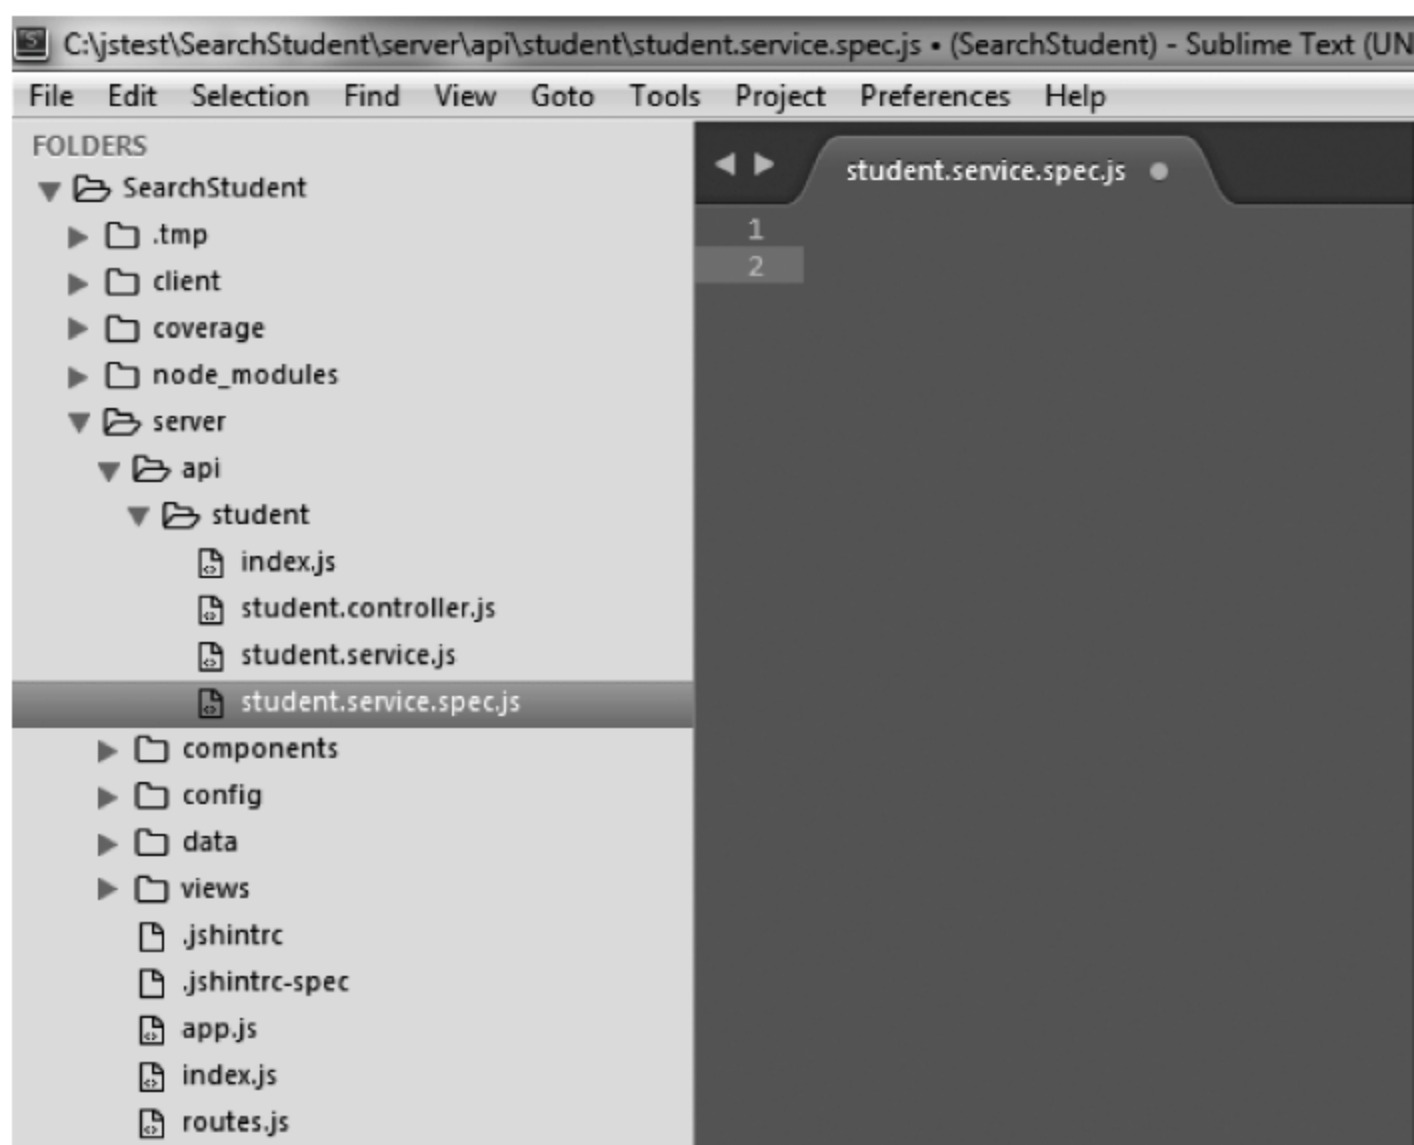 C:\jstest\SearchStudent\server\api\student\student.service.spec.js • (SearchStudent) - Sublime Text (UN
File Edit Selection Find View Goto Tools Project Preferences Help
FOLDERS
SearchStudent
.tmp
client
coverage
node_modules
server
api
student
index.js
student.controller.js
student.service.js
student.service.spec.js
components
config
data
views
.jshintrc
.jshintrc-spec
app.js
index.js
routes.js
student.service.spec.js
1
2